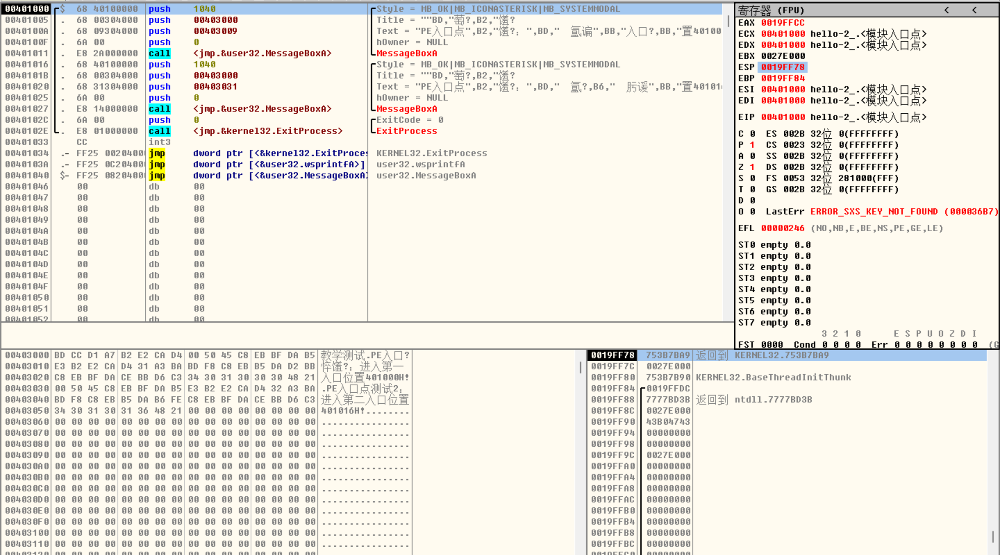 00401000 $ 68 40100000 push 1040 Style = MB_OK|MB_ICONASTERISK|MB_SYSTEMMODAL
00401005 . 68 00304000 push 00403000 Title = ""BD,"萄?,B2,"馐?
0040100A . 68 09304000 push 00403009 Text = "PE入口点",B2,"馐?：",BD," 氲谝",BB,"入口?,BB,"置40100
0040100F . 6A 00 push 0 hOwner = NULL
00401011 . E8 2A000000 call <jmp.&user32.MessageBoxA> MessageBoxA
00401016 . 68 40100000 push 1040 Style = MB_OK|MB_ICONASTERISK|MB_SYSTEMMODAL
0040101B . 68 00304000 push 00403000 Title = ""BD,"萄?,B2,"馐?
00401020 . 68 31304000 push 00403031 Text = "PE入口点",B2,"馐?：",BD," 氲?,B6," 肟谖",BB,"置40101
00401025 . 6A 00 push 0 hOwner = NULL
00401027 . E8 14000000 call <jmp.&user32.MessageBoxA> MessageBoxA
0040102C . 6A 00 push 0 ExitCode = 0
0040102E . E8 01000000 call <jmp.&kernel32.ExitProcess> ExitProcess
00401033 CC int3
00401034 .- FF25 00204000 jmp dword ptr [<&kernel32.ExitProces KERNEL32.ExitProcess
0040103A .- FF25 0C204000 jmp dword ptr [<&user32.wsprintfA>] user32.wsprintfA
00401040 $- FF25 08204000 jmp dword ptr [<&user32.MessageBoxA> user32.MessageBoxA
00401046 00 db 00
00401047 00 db 00
00401048 00 db 00
00401049 00 db 00
0040104A 00 db 00
0040104B 00 db 00
0040104C 00 db 00
0040104D 00 db 00
0040104E 00 db 00
0040104F 00 db 00
00401050 00 db 00
00401051 00 db 00
00401052 00 db 00
寄存器 (FPU) < <
EAX 0019FFCC
ECX 00401000 hello-2_.<模块入口点>
EDX 00401000 hello-2_.<模块入口点>
EBX 0027E000
ESP 0019FF78
EBP 0019FF84
ESI 00401000 hello-2_.<模块入口点>
EDI 00401000 hello-2_.<模块入口点>
EIP 00401000 hello-2_.<模块入口点>
C 0 ES 002B 32位 0(FFFFFFFF)
P 1 CS 0023 32位 0(FFFFFFFF)
A 0 SS 002B 32位 0(FFFFFFFF)
Z 1 DS 002B 32位 0(FFFFFFFF)
S 0 FS 0053 32位 281000(FFF)
T 0 GS 002B 32位 0(FFFFFFFF)
D 0
O 0 LastErr ERROR_SXS_KEY_NOT_FOUND (000036B7)
EFL 00000246 (NO,NB,E,BE,NS,PE,GE,LE)
ST0 empty 0.0
ST1 empty 0.0
ST2 empty 0.0
ST3 empty 0.0
ST4 empty 0.0
ST5 empty 0.0
ST6 empty 0.0
ST7 empty 0.0
3 2 1 0 E S P U O Z D I
FST 0000 Cond 0 0 0 0 Err 0 0 0 0 0 0 0 0 (G
00403000 BD CC D1 A7 B2 E2 CA D4 00 50 45 C8 EB BF DA B5 教学测试.PE入口?
00403010 E3 B2 E2 CA D4 31 A3 BA BD F8 C8 EB B5 DA D2 BB 悴馐?：进入第一
00403020 C8 EB BF DA CE BB D6 C3 34 30 31 30 30 30 48 21 入口位置401000H!
00403030 00 50 45 C8 EB BF DA B5 E3 B2 E2 CA D4 32 A3 BA .PE入口点测试2：
00403040 BD F8 C8 EB B5 DA B6 FE C8 EB BF DA CE BB D6 C3 进入第二入口位置
00403050 34 30 31 30 31 36 48 21 00 00 00 00 00 00 00 00 401016H!........
00403060 00 00 00 00 00 00 00 00 00 00 00 00 00 00 00 00 ................
00403070 00 00 00 00 00 00 00 00 00 00 00 00 00 00 00 00 ................
00403080 00 00 00 00 00 00 00 00 00 00 00 00 00 00 00 00 ................
00403090 00 00 00 00 00 00 00 00 00 00 00 00 00 00 00 00 ................
004030A0 00 00 00 00 00 00 00 00 00 00 00 00 00 00 00 00 ................
004030B0 00 00 00 00 00 00 00 00 00 00 00 00 00 00 00 00 ................
004030C0 00 00 00 00 00 00 00 00 00 00 00 00 00 00 00 00 ................
004030D0 00 00 00 00 00 00 00 00 00 00 00 00 00 00 00 00 ................
004030E0 00 00 00 00 00 00 00 00 00 00 00 00 00 00 00 00 ................
004030F0 00 00 00 00 00 00 00 00 00 00 00 00 00 00 00 00 ................
00403100 00 00 00 00 00 00 00 00 00 00 00 00 00 00 00 00 ................
00403110 00 00 00 00 00 00 00 00 00 00 00 00 00 00 00 00 ................
0019FF78 753B7BA9 返回到 KERNEL32.753B7BA9
0019FF7C 0027E000
0019FF80 753B7B90 KERNEL32.BaseThreadInitThunk
0019FF84 0019FFDC
0019FF88 7777BD3B 返回到 ntdll.7777BD3B
0019FF8C 0027E000
0019FF90 43B04743
0019FF94 00000000
0019FF98 00000000
0019FF9C 0027E000
0019FFA0 00000000
0019FFA4 00000000
0019FFA8 00000000
0019FFAC 00000000
0019FFB0 00000000
0019FFB4 00000000
0019FFB8 00000000
0019FFBC 00000000